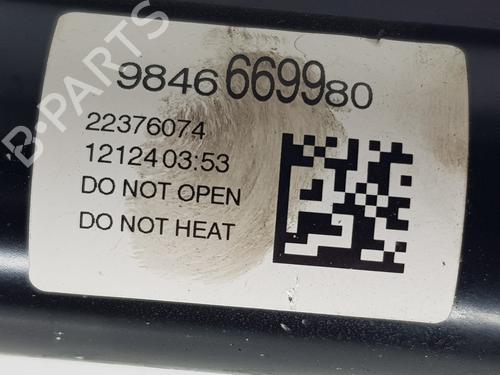 B-PARTS
9846669980
22376074
12124 03:53
DO NOT OPEN
DO NOT HEAT